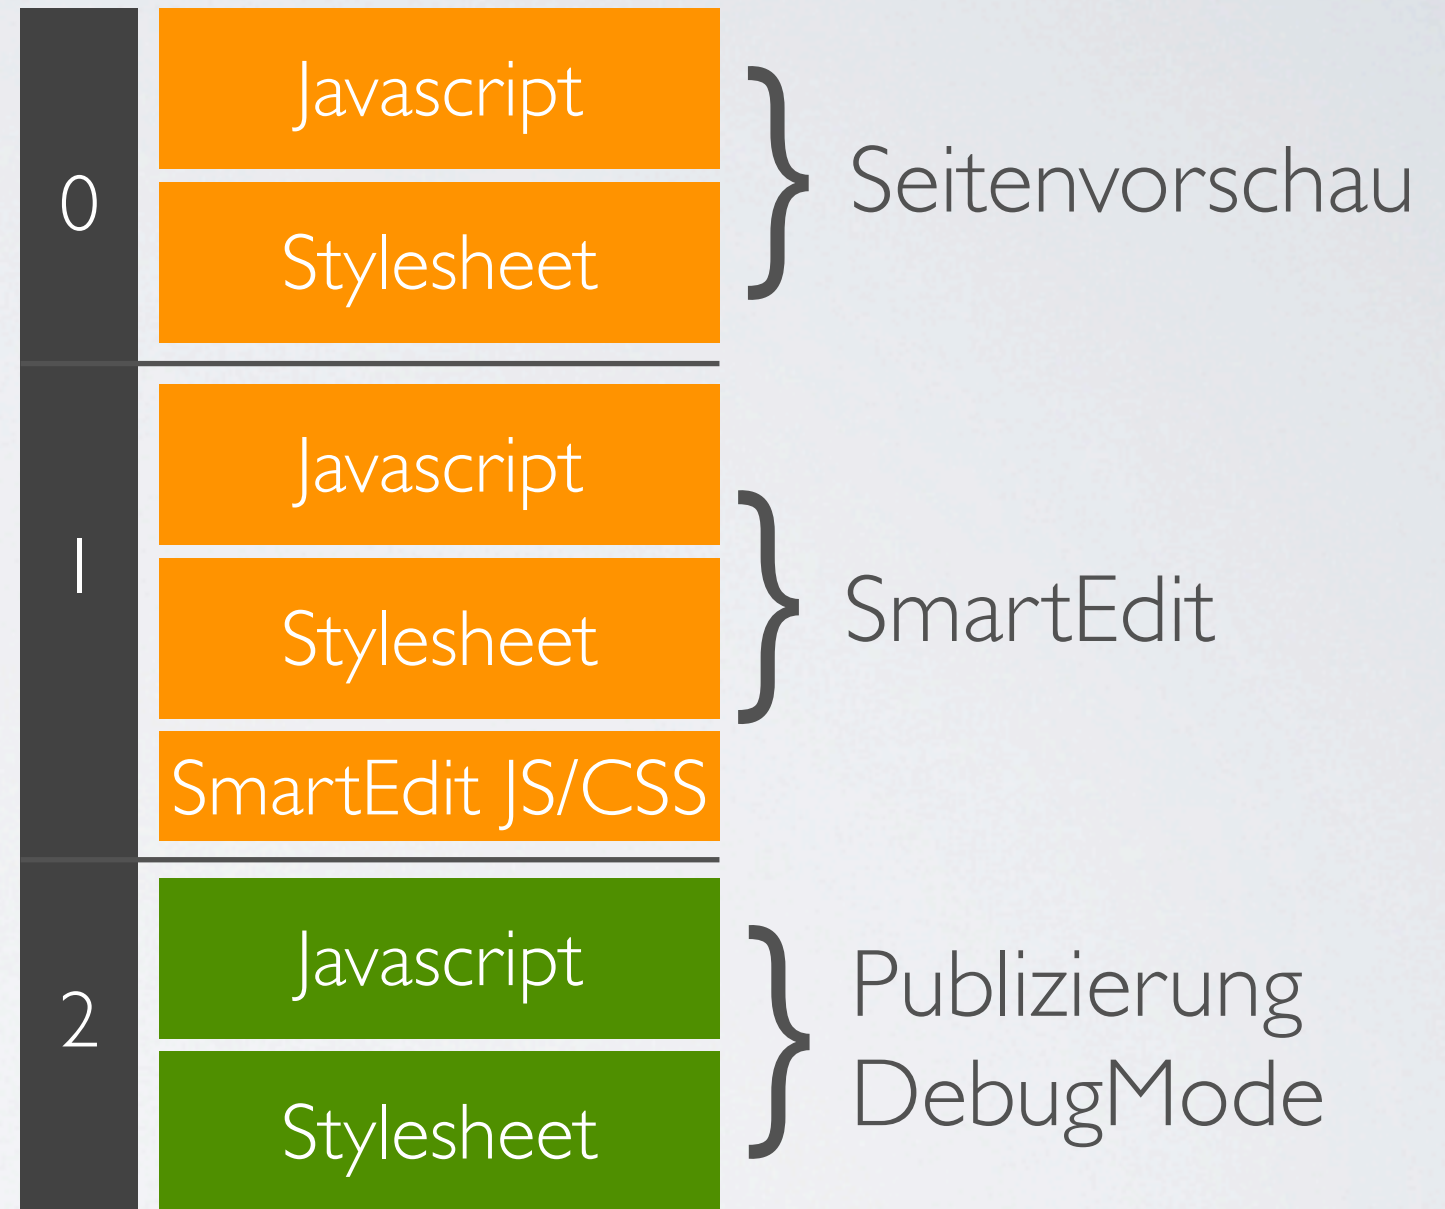 0
Javascript
Stylesheet
Seitenvorschau
1
Javascript
Stylesheet
SmartEdit JS/CSS
SmartEdit
2
Javascript
Stylesheet
Publizierung
DebugMode